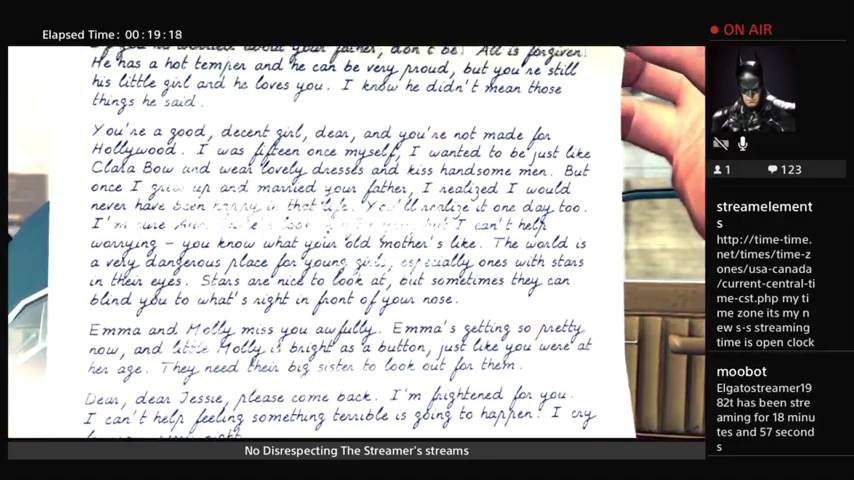 Elapsed Time: 00:19:18
about your father, don't be! All is forgiven!
He has a hot temper and he can be very proud, but you're still
his little girl and he loves you. I know he didn't mean those
things he said.
You're a good, decent girl, dear, and you're not made for
Hollywood. I was fifteen once myself, I wanted to be just like
Clara Bow and wear lovely dresses and kiss handsome men. But
once I grew up and married your father, I realized I would
never have been happy in that life. You'll realize it one day too.
I'm sure but I can't help
worrying – you know what your old mother's like. The world is
a very dangerous place for young girls, especially ones with stars
in their eyes. Stars are nice to look at, but sometimes they can
blind you to what's right in front of your nose.
Emma and Molly miss you awfully. Emma's getting so pretty
now, and little Molly is bright as a button, just like you were at
her age. They need their big sister to look out for them.
Dear, dear Jessie, please come back. I'm frightened for you.
I can't help feeling something terrible is going to happen! I cry
No Disrespecting The Streamer's streams
ON AIR
1
123
streamelement
s
http://time-time.
net/times/time-z
ones/usa-canada
/current-central-ti
me-cst.php my ti
me zone its my n
ew s-s streaming
time is open clock
moobot
Elgatostreamer19
82t has been stre
aming for 18 minu
tes and 57 second
s